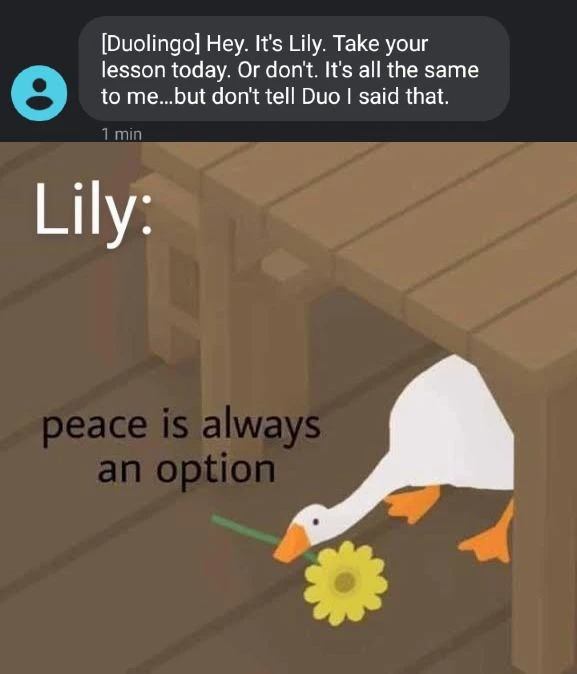 [Duolingo] Hey. It's Lily. Take your
lesson today. Or don't. It's all the same
to me...but don't tell Duo I said that.
1 min
Lily:
peace is always
an option